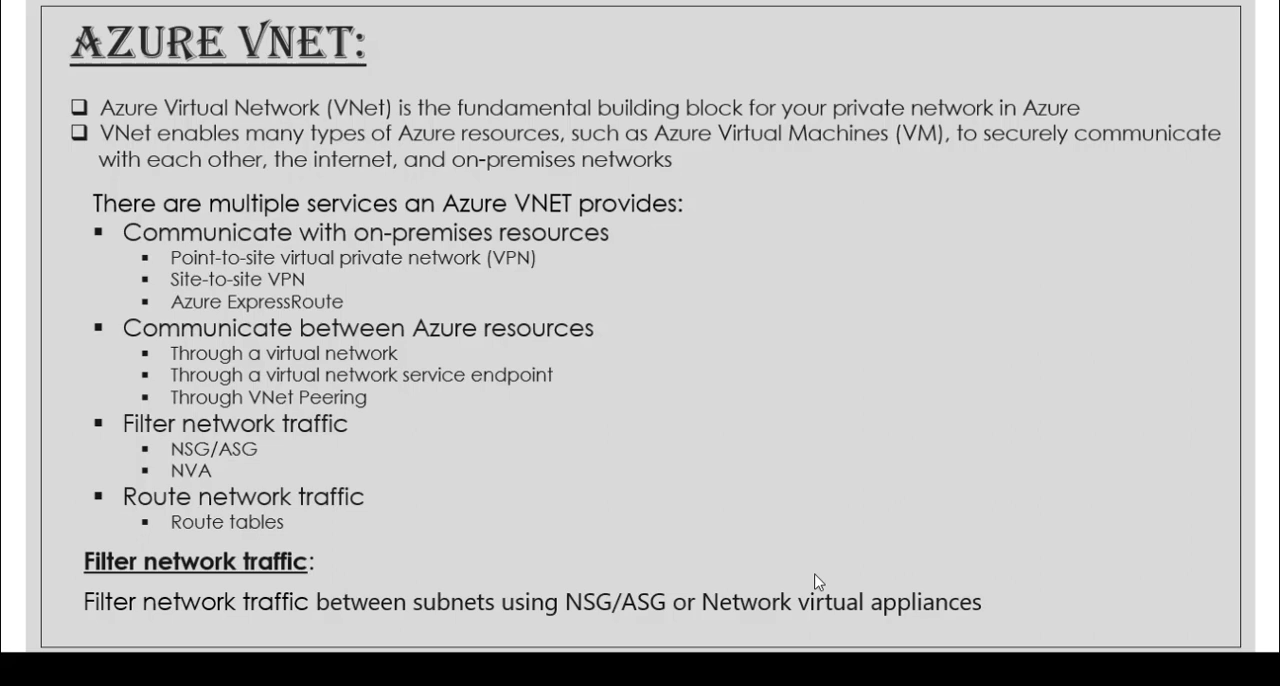 AZURE VNET:
❑ Azure Virtual Network (VNet) is the fundamental building block for your private network in Azure
❑ VNet enables many types of Azure resources, such as Azure Virtual Machines (VM), to securely communicate
with each other, the internet, and on-premises networks
There are multiple services an Azure VNET provides:
▪ Communicate with on-premises resources
▪ Point-to-site virtual private network (VPN)
▪ Site-to-site VPN
▪ Azure ExpressRoute
▪ Communicate between Azure resources
▪ Through a virtual network
▪ Through a virtual network service endpoint
▪ Through VNet Peering
▪ Filter network traffic
▪ NSG/ASG
▪ NVA
▪ Route network traffic
▪ Route tables
Filter network traffic:
Filter network traffic between subnets using NSG/ASG or Network virtual appliances